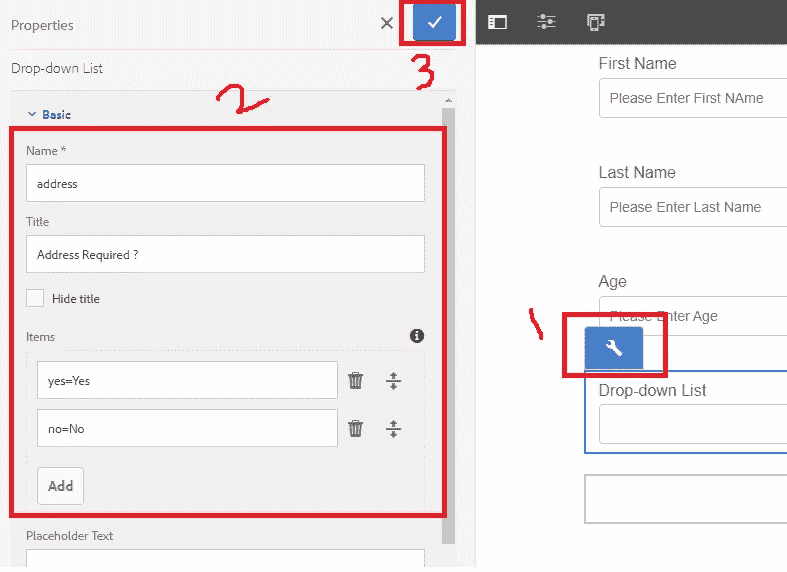 Properties
3
Drop-down List
2
Basic
Name *
address
Title
Address Required ?
Hide title
Items
yes=Yes
no=No
Add
Placeholder Text
First Name
Please Enter First NAme
Last Name
Please Enter Last Name
Age
Please Enter Age
1
Drop-down List